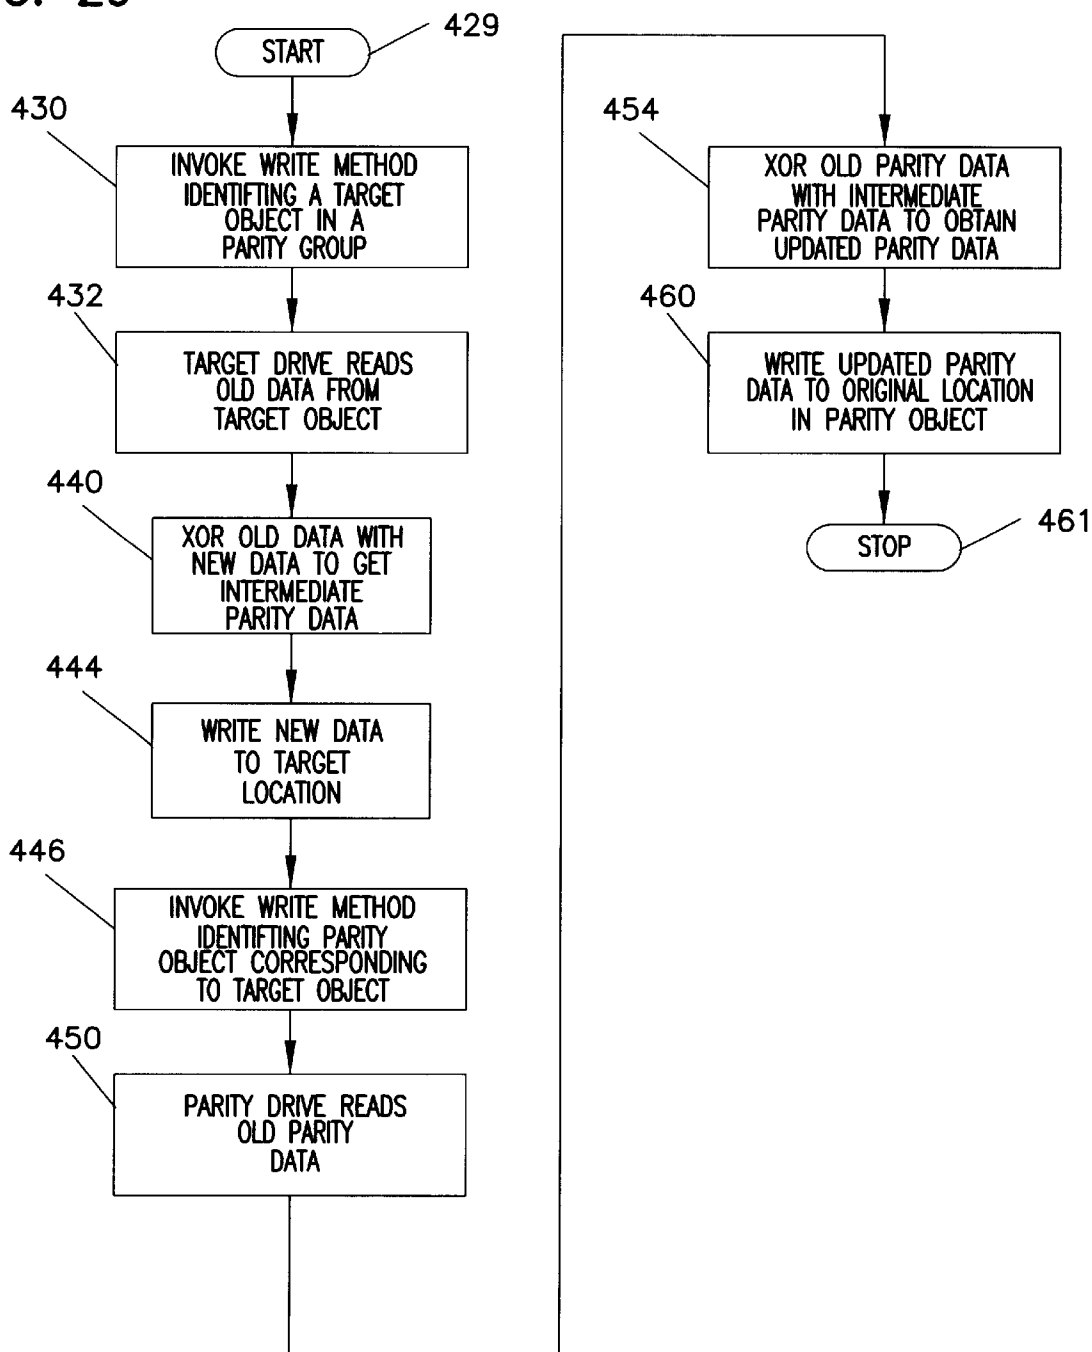 429
START
430
INVOKE WRITE METHOD
IDENTIFTING A TARGET
OBJECT IN A
PARITY GROUP
432
TARGET DRIVE READS
OLD DATA FROM
TARGET OBJECT
440
XOR OLD DATA WITH
NEW DATA TO GET
INTERMEDIATE
PARITY DATA
444
WRITE NEW DATA
TO TARGET
LOCATION
446
INVOKE WRITE METHOD
IDENTIFTING PARITY
OBJECT CORRESPONDING
TO TARGET OBJECT
450
PARITY DRIVE READS
OLD PARITY
DATA
454
XOR OLD PARITY DATA
WITH INTERMEDIATE
PARITY DATA TO OBTAIN
UPDATED PARITY DATA
460
WRITE UPDATED PARITY
DATA TO ORIGINAL LOCATION
IN PARITY OBJECT
461
STOP